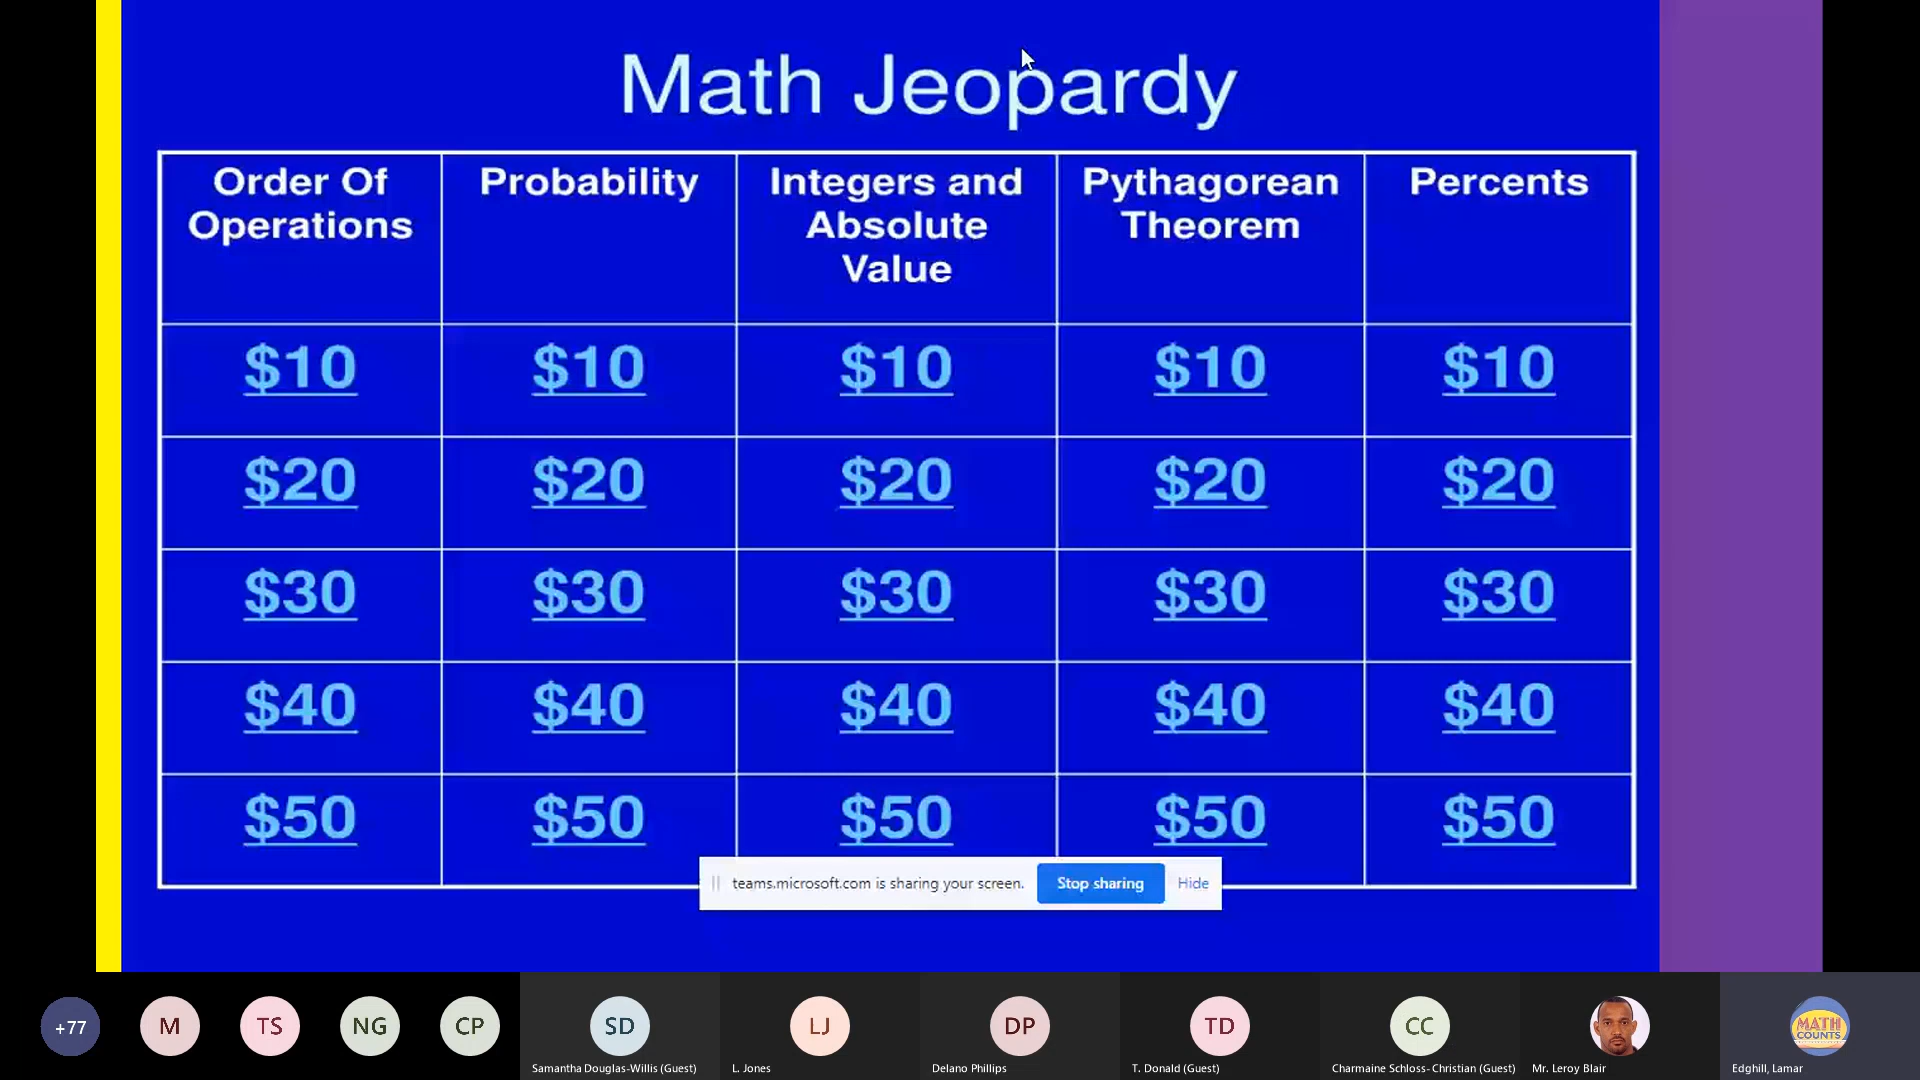 Math Jeopardy
Order Of
Operations
Probability
Integers and
Absolute
Value
Pythagorean
Theorem
Percents
$10 $10 $10 $10 $10
$20 $20 $20 $20 $20
$30 $30 $30 $30 $30
$40 $40 $40 $40 $40
$50 $50 $50 $50 $50
teams.microsoft.com is sharing your screen. Stop sharing Hide
+77 M TS NG CP SD LJ DP TD CC
MATH
COUNTS
Samantha Douglas-Willis (Guest) L. Jones Delano Phillips T. Donald (Guest) Charmaine Schloss- Christian (Guest) Mr. Leroy Blair Edghill, Lamar